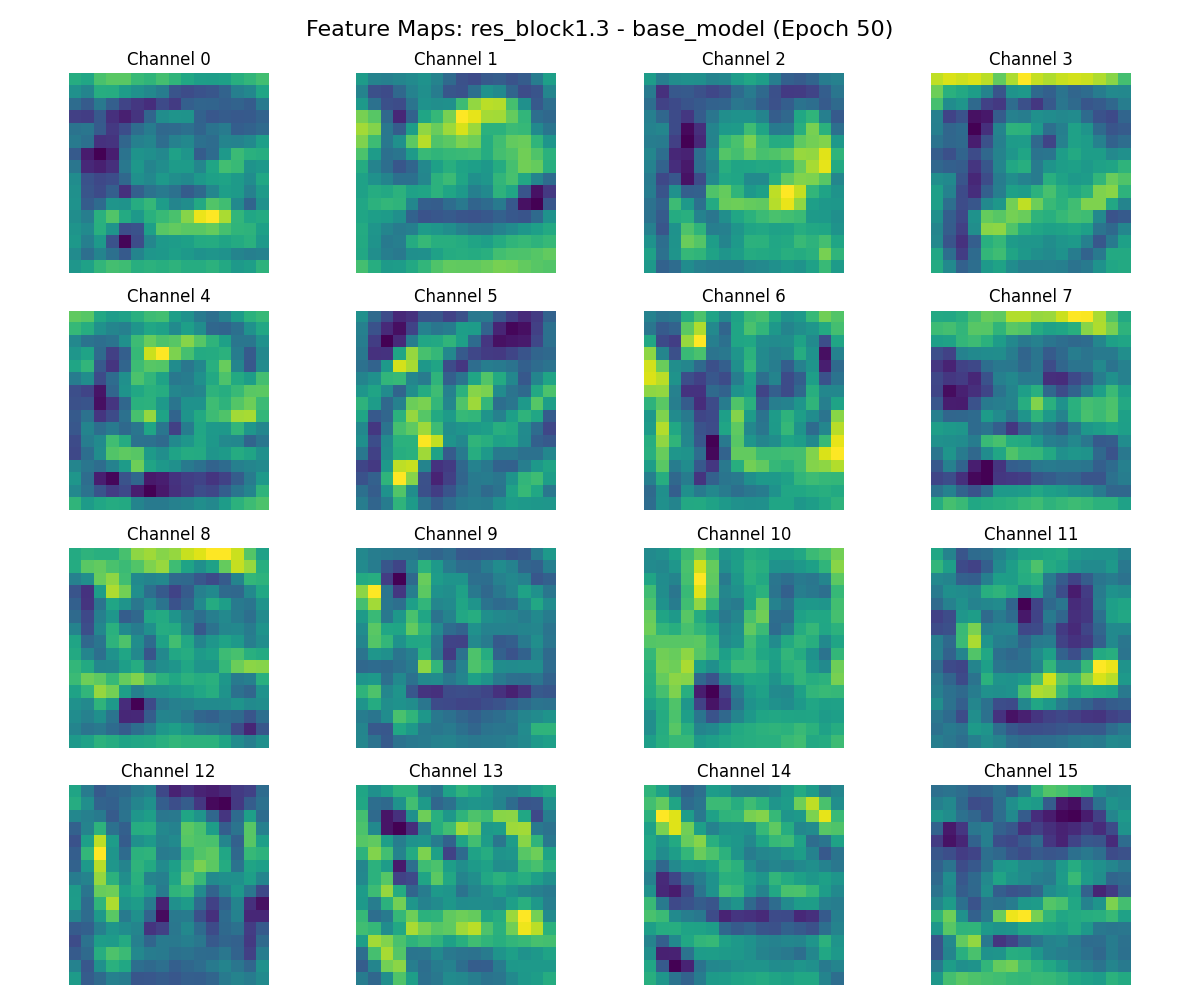 Feature Maps: res_block1.3 - base_model (Epoch 50)
Channel 0 Channel 1 Channel 2 Channel 3
Channel 4 Channel 5 Channel 6 Channel 7
Channel 8 Channel 9 Channel 10 Channel 11
Channel 12 Channel 13 Channel 14 Channel 15